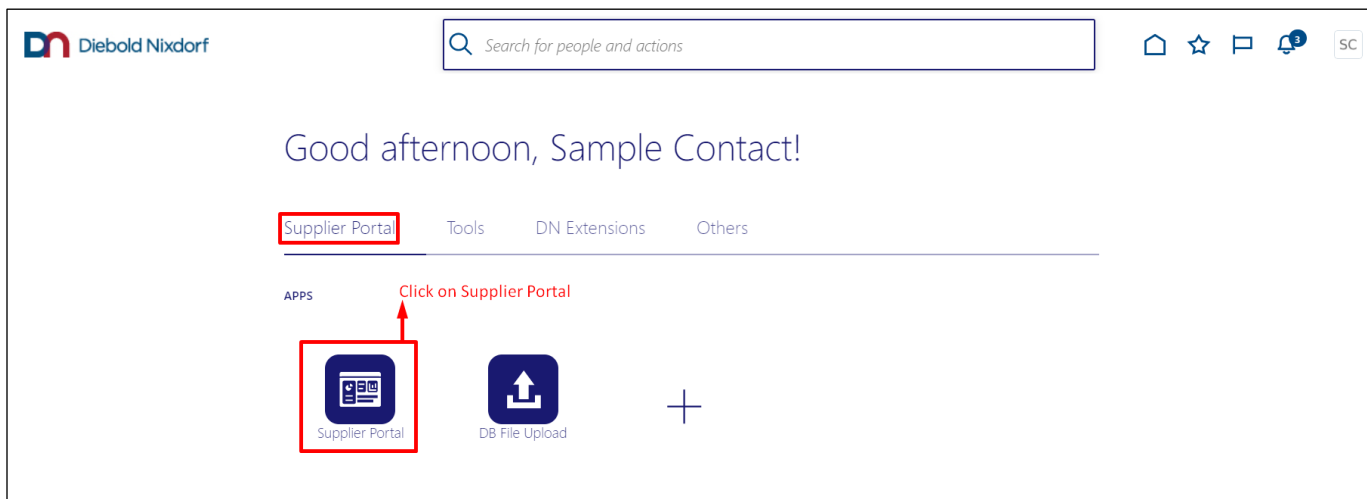 DN Diebold Nixdorf
Search for people and actions
3
SC
Good afternoon, Sample Contact!
Supplier Portal Tools DN Extensions Others
APPS
Click on Supplier Portal
Supplier Portal DB File Upload